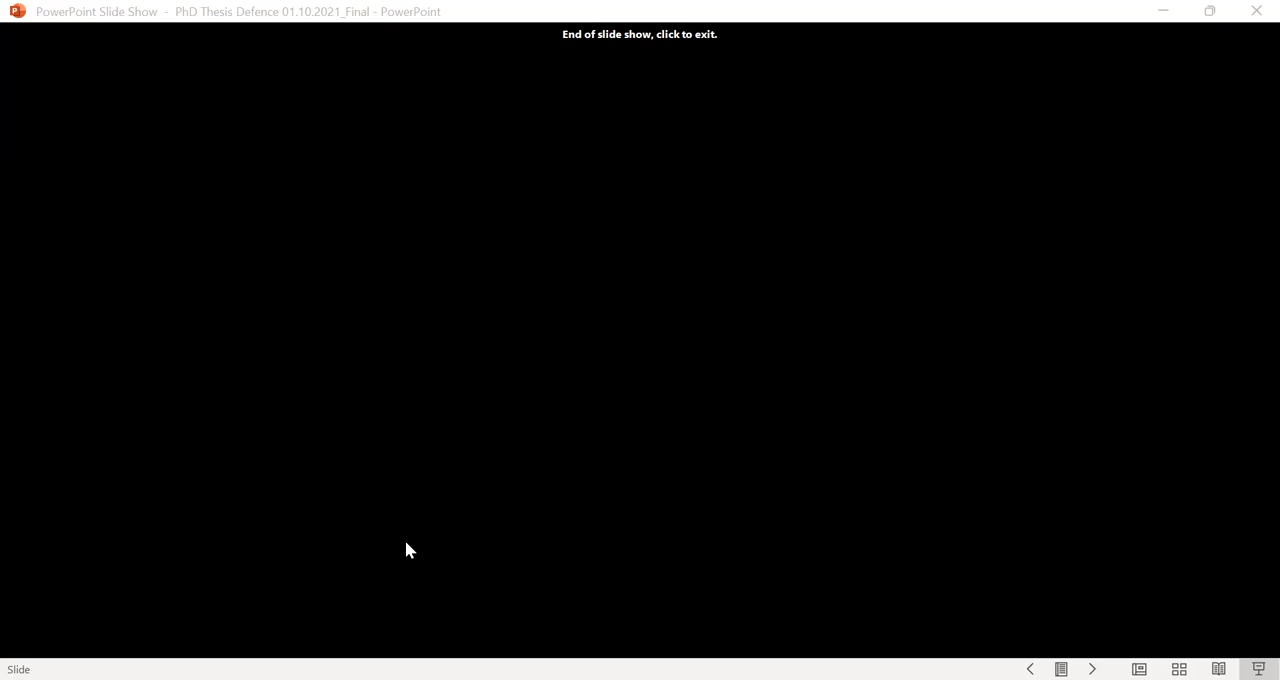 PowerPoint Slide Show - PhD Thesis Defence 01.10.2021_Final - PowerPoint
End of slide show, click to exit.
Slide